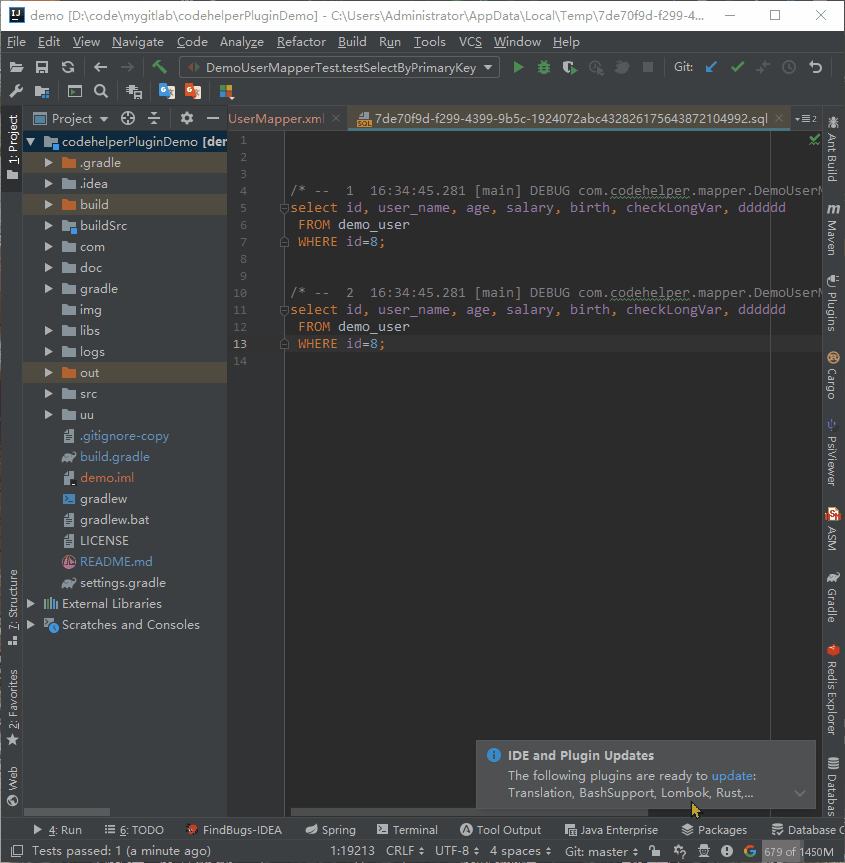 demo [D:\code\mygitlab\codehelperPluginDemo] - C:\Users\Administrator\AppData\Local\Temp\7de70f9d-f299-4...
File Edit View Navigate Code Analyze Refactor Build Run Tools VCS Window Help
DemoUserMapperTest.testSelectByPrimaryKey Git:
1: Project
Project
UserMapper.xml 7de70f9d-f299-4399-9b5c-1924072abc432826175643872104992.sql 2
codehelperPluginDemo [der
.gradle
.idea
build
buildSrc
com
doc
gradle
img
libs
logs
out
src
uu
.gitignore-copy
build.gradle
demo.iml
gradlew
gradlew.bat
LICENSE
README.md
settings.gradle
External Libraries
Scratches and Consoles
7: Structure
2: Favorites
Web
1
2
3
4 /* -- 1 16:34:45.281 [main] DEBUG com.codehelper.mapper.DemoUserM
5 select id, user_name, age, salary, birth, checkLongVar, dddddd
6 FROM demo_user
7 WHERE id=8;
8
9
10 /* -- 2 16:34:45.281 [main] DEBUG com.codehelper.mapper.DemoUserM
11 select id, user_name, age, salary, birth, checkLongVar, dddddd
12 FROM demo_user
13 WHERE id=8;
14
Ant Build
Maven
Plugins
Cargo
PsiViewer
ASM
Gradle
Redis Explorer
Databas
IDE and Plugin Updates
The following plugins are ready to update:
Translation, BashSupport, Lombok, Rust,...
4: Run 6: TODO FindBugs-IDEA Spring Terminal Tool Output Java Enterprise Packages Database C
Tests passed: 1 (a minute ago) 1:19213 CRLF UTF-8 4 spaces Git: master 679 of 1450M